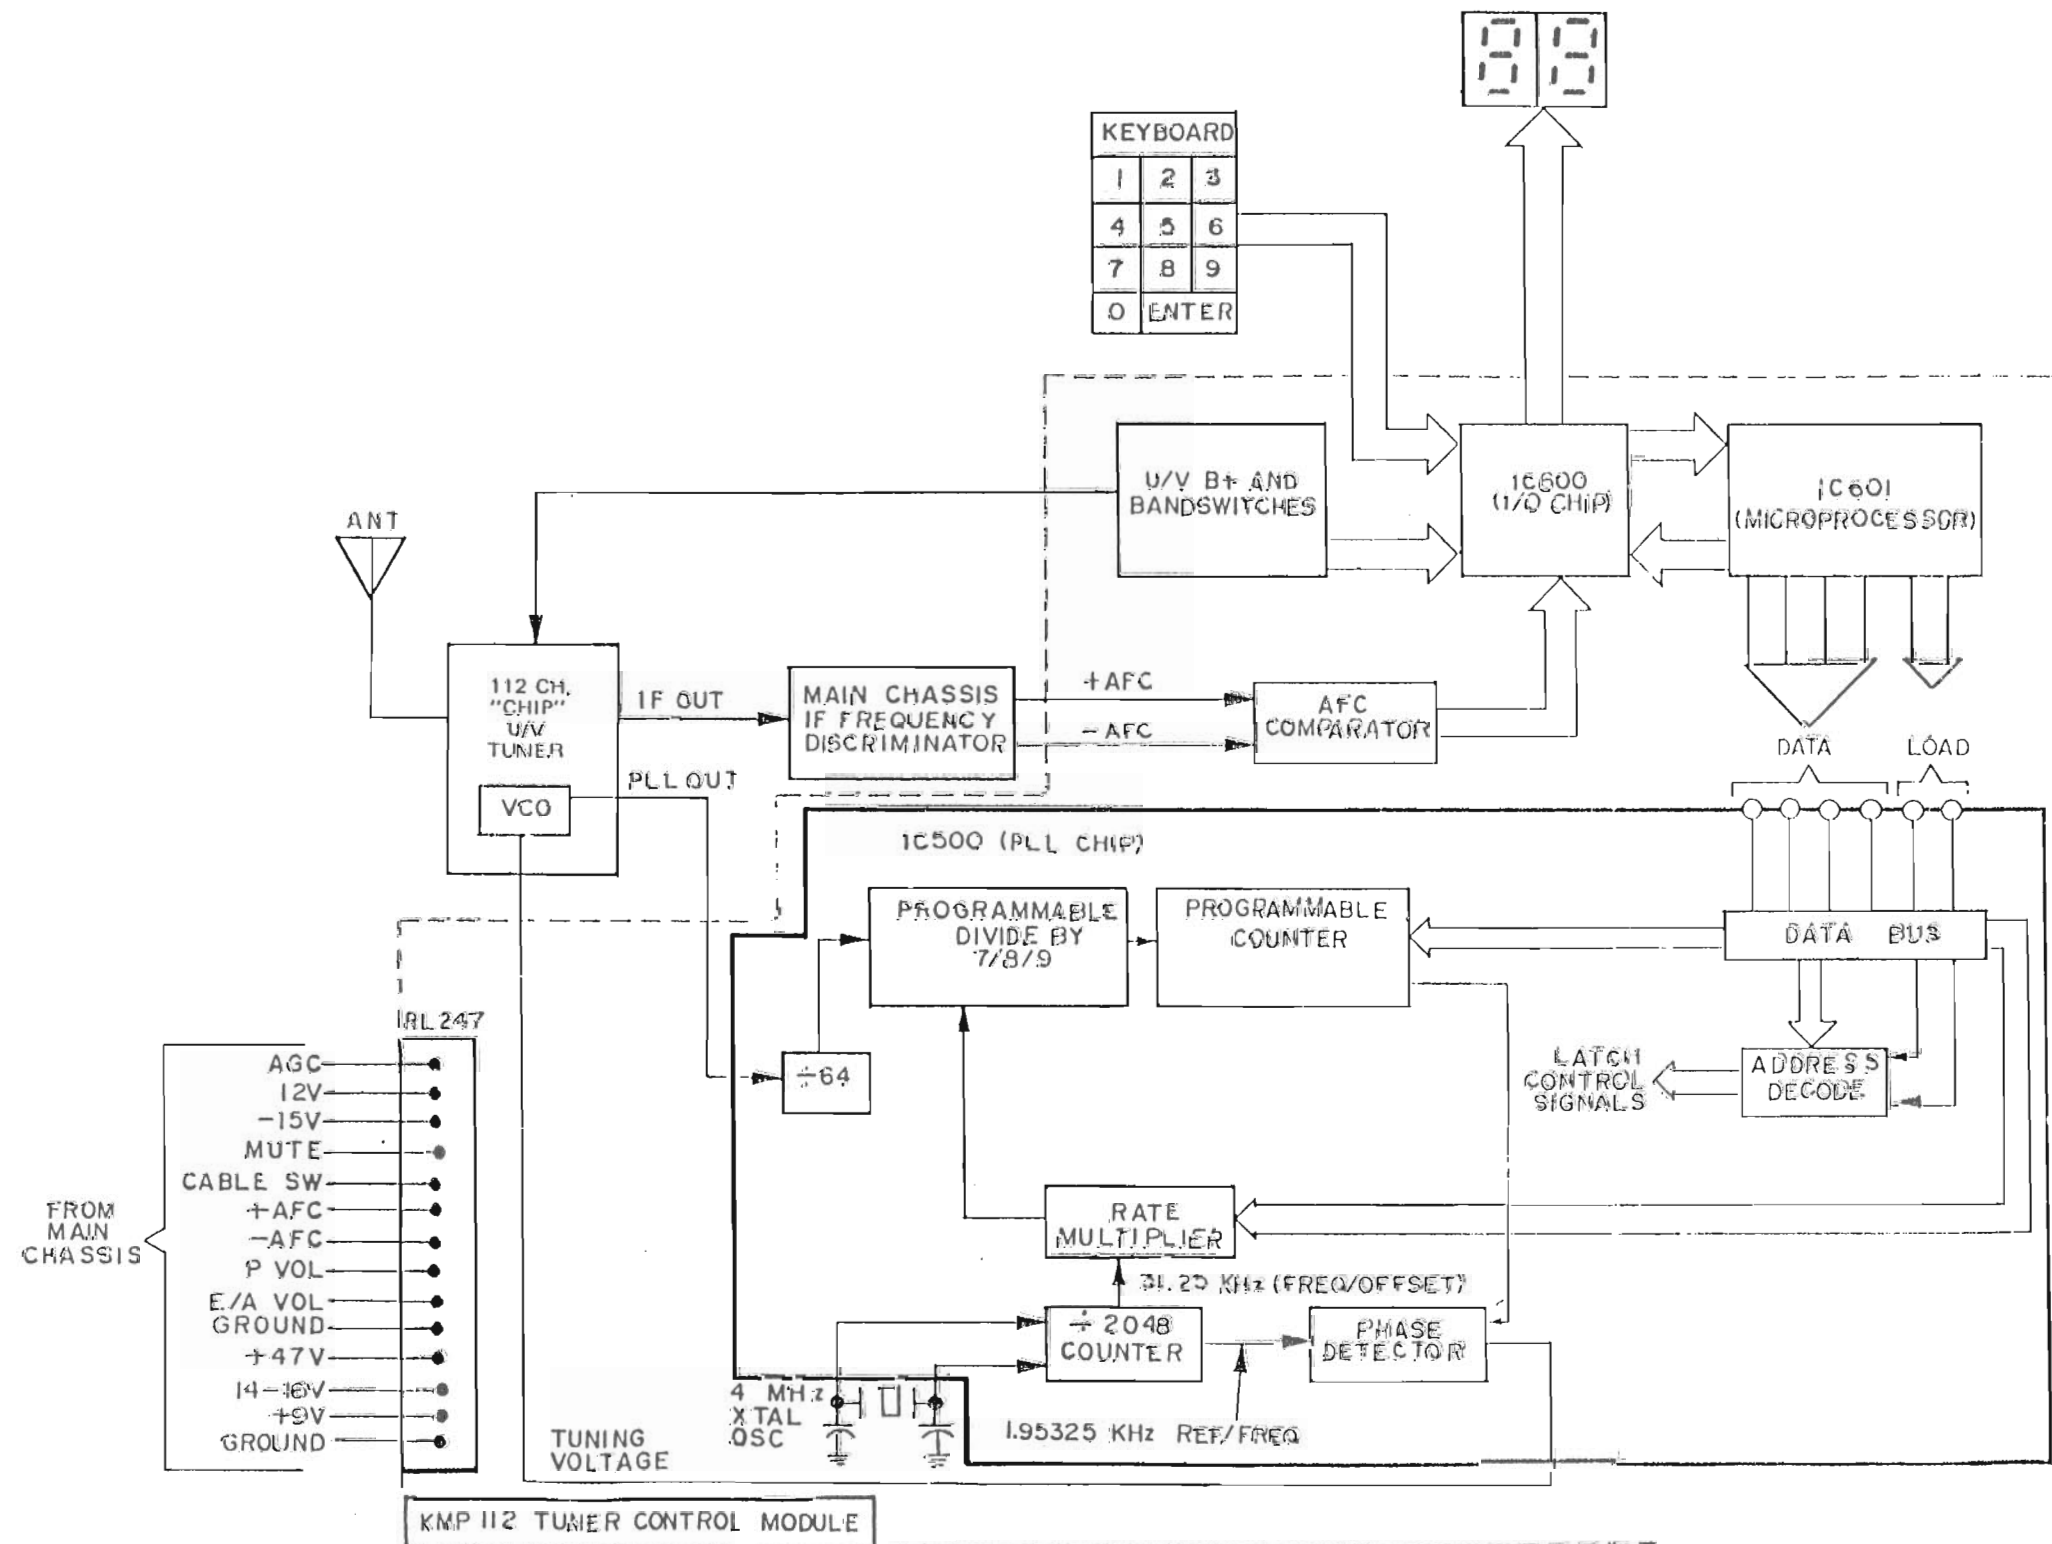 KEYBOARD
1 2 3
4 5 6
7 8 9
0 ENTER
U/V B+ AND
BANDSWITCHES
IC600
(I/O CHIP)
IC601
(MICROPROCESSOR)
ANT
112 CH.
"CHIP"
U/V
TUNER
VCO
IF OUT
PLL OUT
MAIN CHASSIS
IF FREQUENCY
DISCRIMINATOR
+AFC
-AFC
AFC
COMPARATOR
DATA
LOAD
IC500 (PLL CHIP)
PROGRAMMABLE
DIVIDE BY
7/8/9
PROGRAMMABLE
COUNTER
DATA BUS
÷64
LATCH
CONTROL
SIGNALS
ADDRESS
DECODE
RATE
MULTIPLIER
31.25 KHz (FREQ/OFFSET)
÷ 2048
COUNTER
PHASE
DETECTOR
4 MHz
XTAL
OSC
1.95325 KHz REF/FREQ
TUNING
VOLTAGE
RL247
FROM
MAIN
CHASSIS
AGC
12V
-15V
MUTE
CABLE SW
+AFC
-AFC
P VOL
E/A VOL
GROUND
+47V
14-16V
+9V
GROUND
KMP 112 TUNER CONTROL MODULE